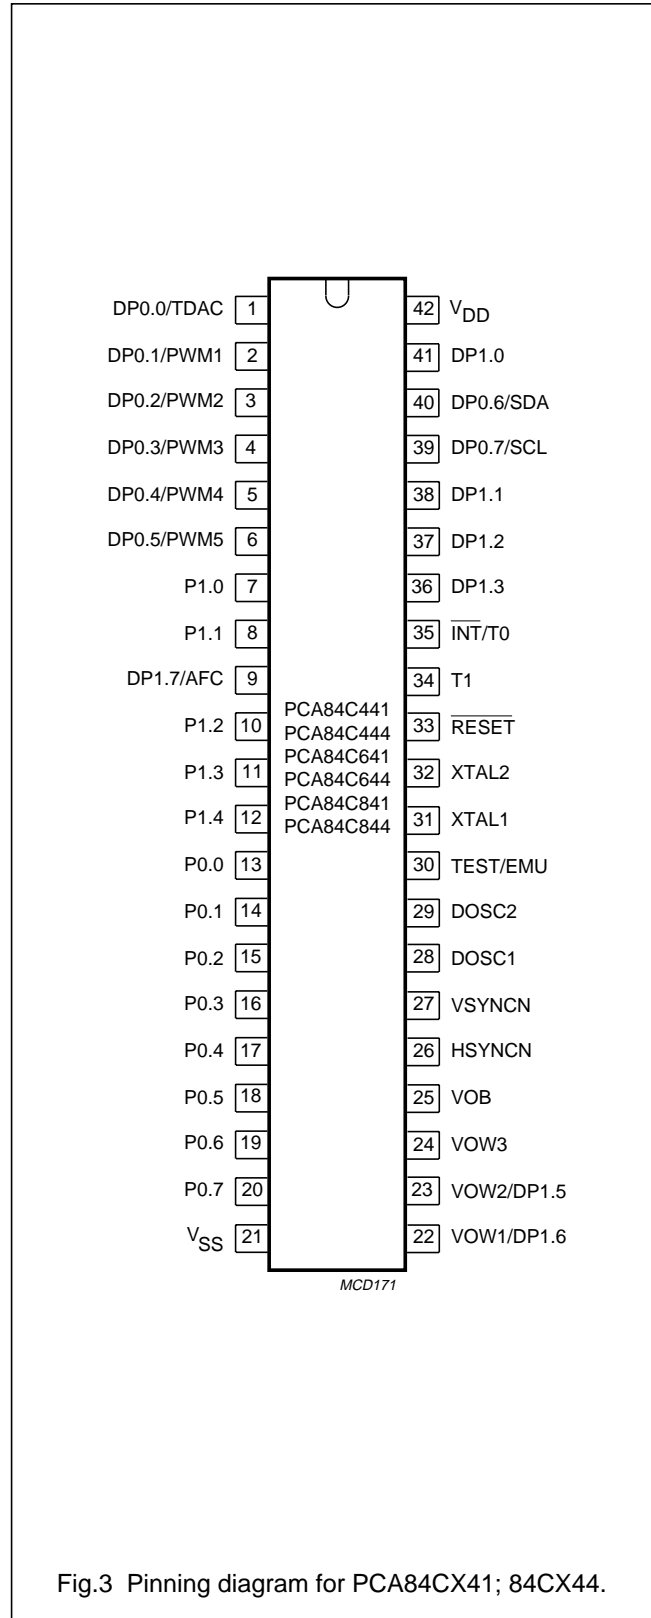 DP0.0/TDAC 1 42 VDD
DP0.1/PWM1 2 41 DP1.0
DP0.2/PWM2 3 40 DP0.6/SDA
DP0.3/PWM3 4 39 DP0.7/SCL
DP0.4/PWM4 5 38 DP1.1
DP0.5/PWM5 6 37 DP1.2
P1.0 7 36 DP1.3
P1.1 8 35 INT/T0
DP1.7/AFC 9 34 T1
PCA84C441
P1.2 10 PCA84C444 33 RESET
PCA84C641
P1.3 11 PCA84C644 32 XTAL2
PCA84C841
P1.4 12 PCA84C844 31 XTAL1
P0.0 13 30 TEST/EMU
P0.1 14 29 DOSC2
P0.2 15 28 DOSC1
P0.3 16 27 VSYNCN
P0.4 17 26 HSYNCN
P0.5 18 25 VOB
P0.6 19 24 VOW3
P0.7 20 23 VOW2/DP1.5
VSS 21 22 VOW1/DP1.6
MCD171
Fig.3 Pinning diagram for PCA84CX41; 84CX44.